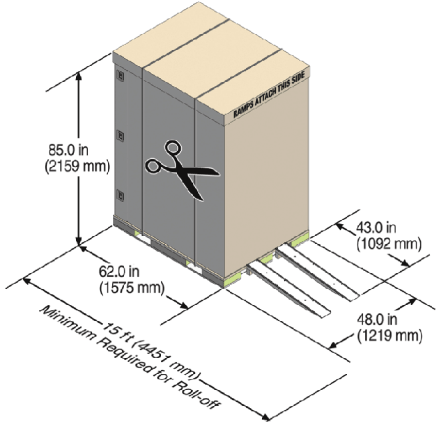 RAMPS ATTACH THIS SIDE
85.0 in
(2159 mm)
43.0 in
(1092 mm)
62.0 in
(1575 mm)
48.0 in
(1219 mm)
15 ft (4451 mm)
Minimum Required for Roll-off